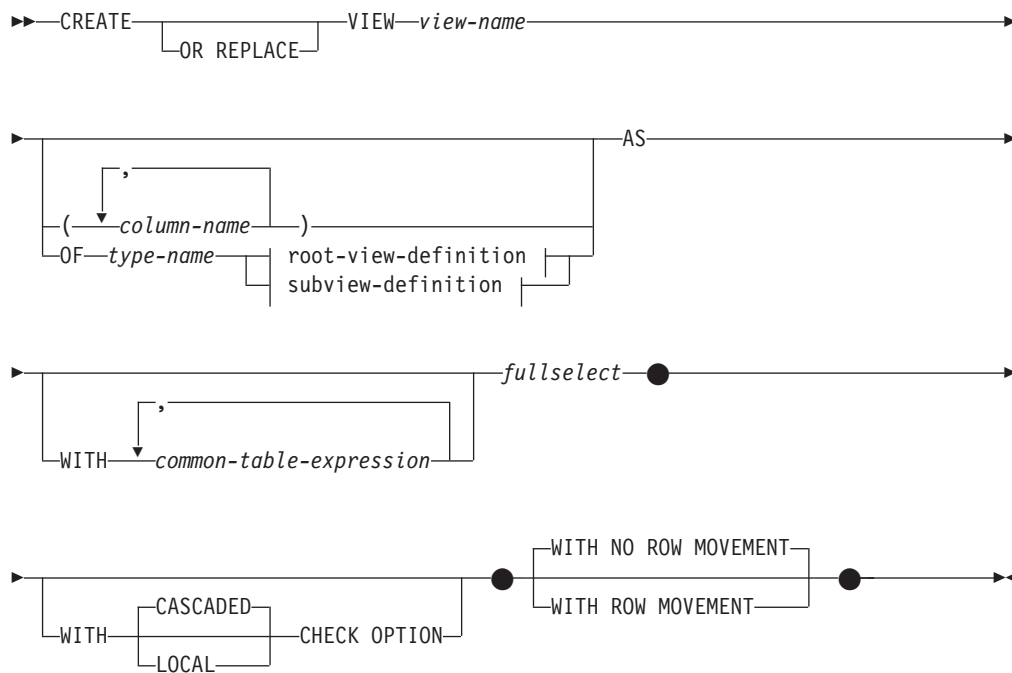 CREATE OR REPLACE VIEW view-name
AS
,
( column-name )
OF type-name root-view-definition
subview-definition
fullselect
,
WITH common-table-expression
WITH CASCADED CHECK OPTION
LOCAL
WITH NO ROW MOVEMENT
WITH ROW MOVEMENT